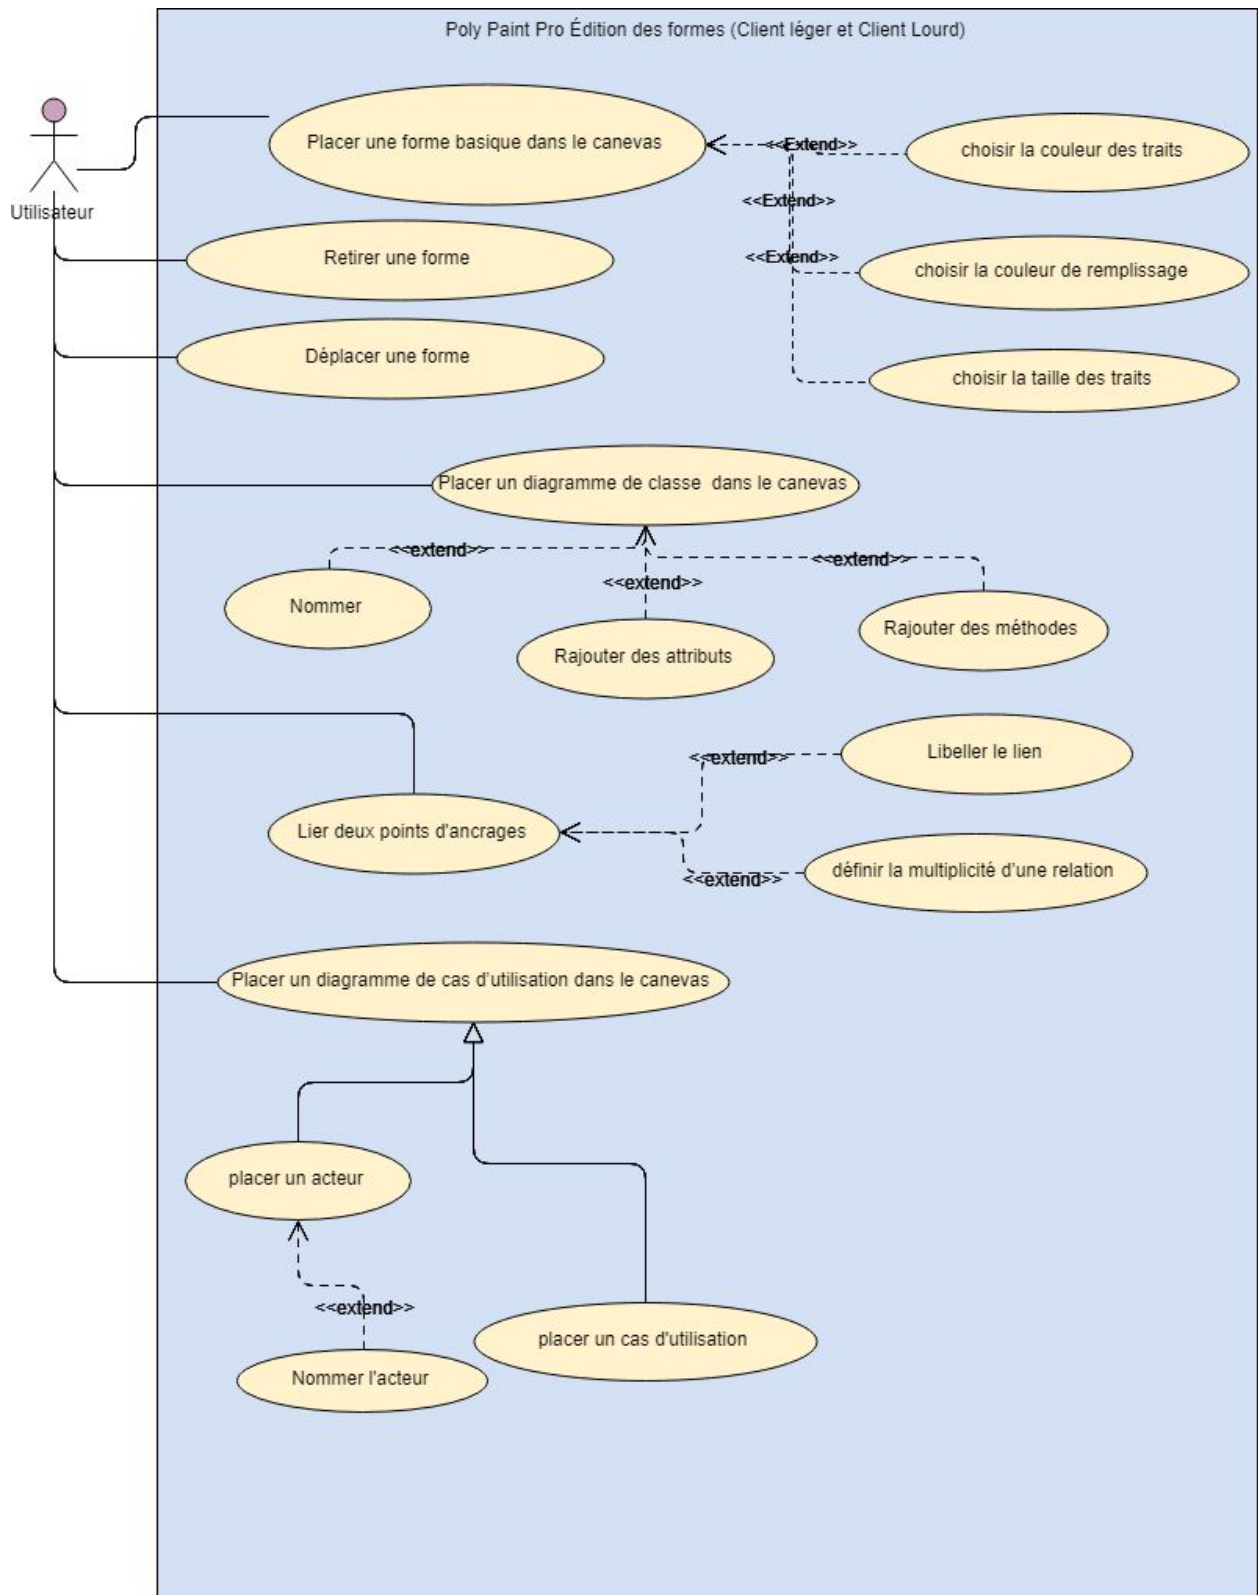 Poly Paint Pro Édition des formes (Client léger et Client Lourd)
Utilisateur
Placer une forme basique dans le canevas
<<Extend>>
choisir la couleur des traits
<<Extend>>
Retirer une forme
<<Extend>>
choisir la couleur de remplissage
Déplacer une forme
choisir la taille des traits
Placer un diagramme de classe dans le canevas
<<extend>>
<<extend>>
<<extend>>
Nommer
Rajouter des attributs
Rajouter des méthodes
<<extend>>
Libeller le lien
Lier deux points d'ancrages
<<extend>>
définir la multiplicité d'une relation
Placer un diagramme de cas d'utilisation dans le canevas
placer un acteur
<<extend>>
placer un cas d'utilisation
Nommer l'acteur